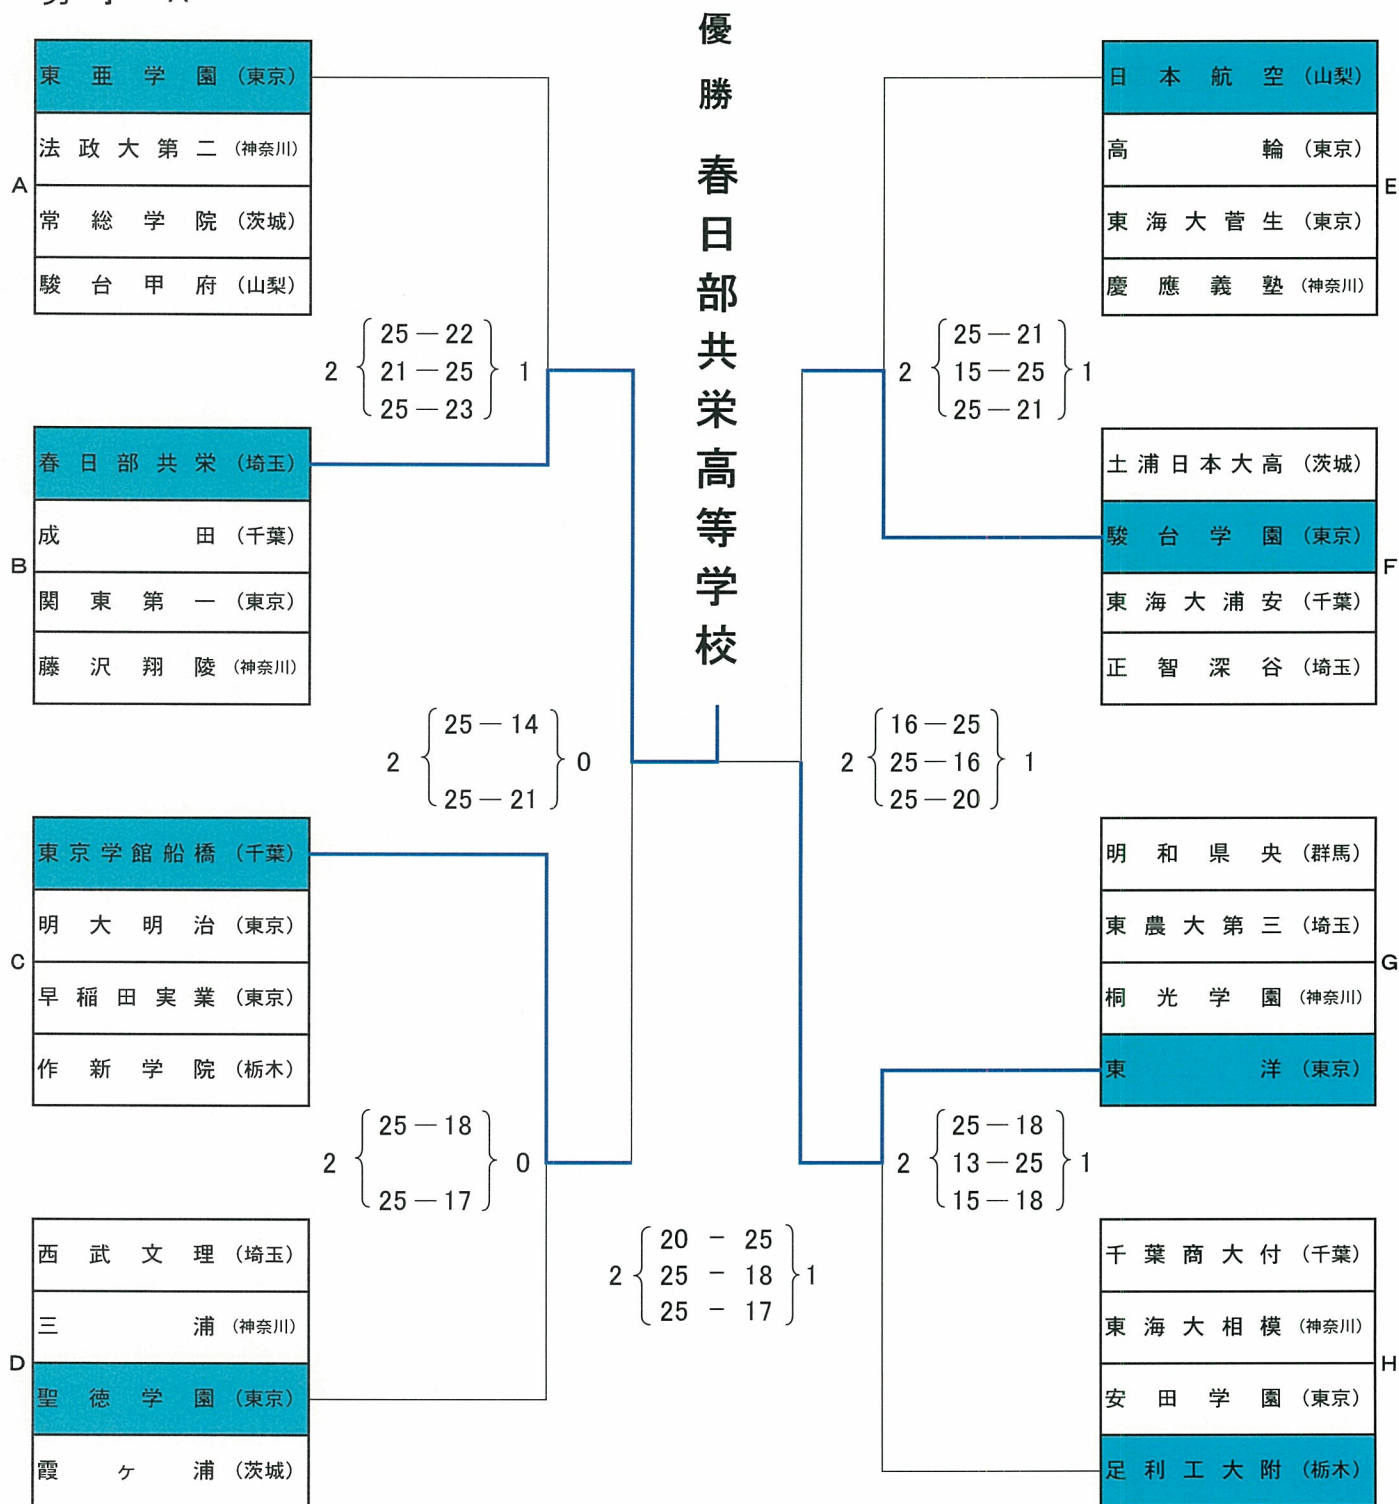 優勝 春日部共栄高等学校
A
東亜学園（東京）
法政大第二（神奈川）
常総学院（茨城）
駿台甲府（山梨）
2 25－22 1
21－25
25－23
B
春日部共栄（埼玉）
成田（千葉）
関東第一（東京）
藤沢翔陵（神奈川）
2 25－14 0
25－21
C
東京学館船橋（千葉）
明大明治（東京）
早稲田実業（東京）
作新学院（栃木）
2 25－18 0
25－17
D
西武文理（埼玉）
三浦（神奈川）
聖徳学園（東京）
霞ヶ浦（茨城）
2 20－25 1
25－18
25－17
E
日本航空（山梨）
高輪（東京）
東海大菅生（東京）
慶應義塾（神奈川）
2 25－21 1
15－25
25－21
F
土浦日本大高（茨城）
駿台学園（東京）
東海大浦安（千葉）
正智深谷（埼玉）
2 16－25 1
25－16
25－20
G
明和県央（群馬）
東農大第三（埼玉）
桐光学園（神奈川）
東洋（東京）
2 25－18 1
13－25
15－18
H
千葉商大付（千葉）
東海大相模（神奈川）
安田学園（東京）
足利工大附（栃木）